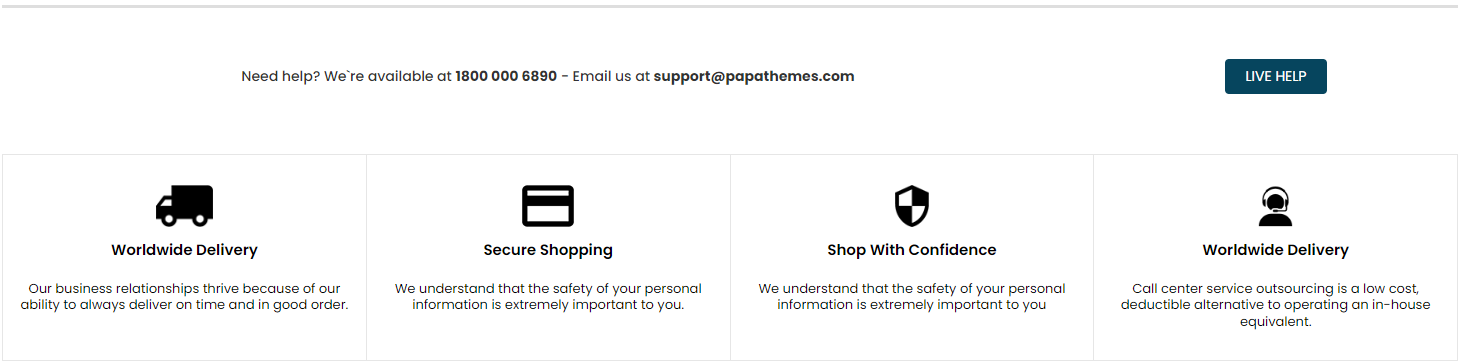 Need help? We`re available at 1800 000 6890 - Email us at support@papathemes.com
LIVE HELP
Worldwide Delivery
Our business relationships thrive because of our
ability to always deliver on time and in good order.
Secure Shopping
We understand that the safety of your personal
information is extremely important to you.
Shop With Confidence
We understand that the safety of your personal
information is extremely important to you
Worldwide Delivery
Call center service outsourcing is a low cost,
deductible alternative to operating an in-house
equivalent.